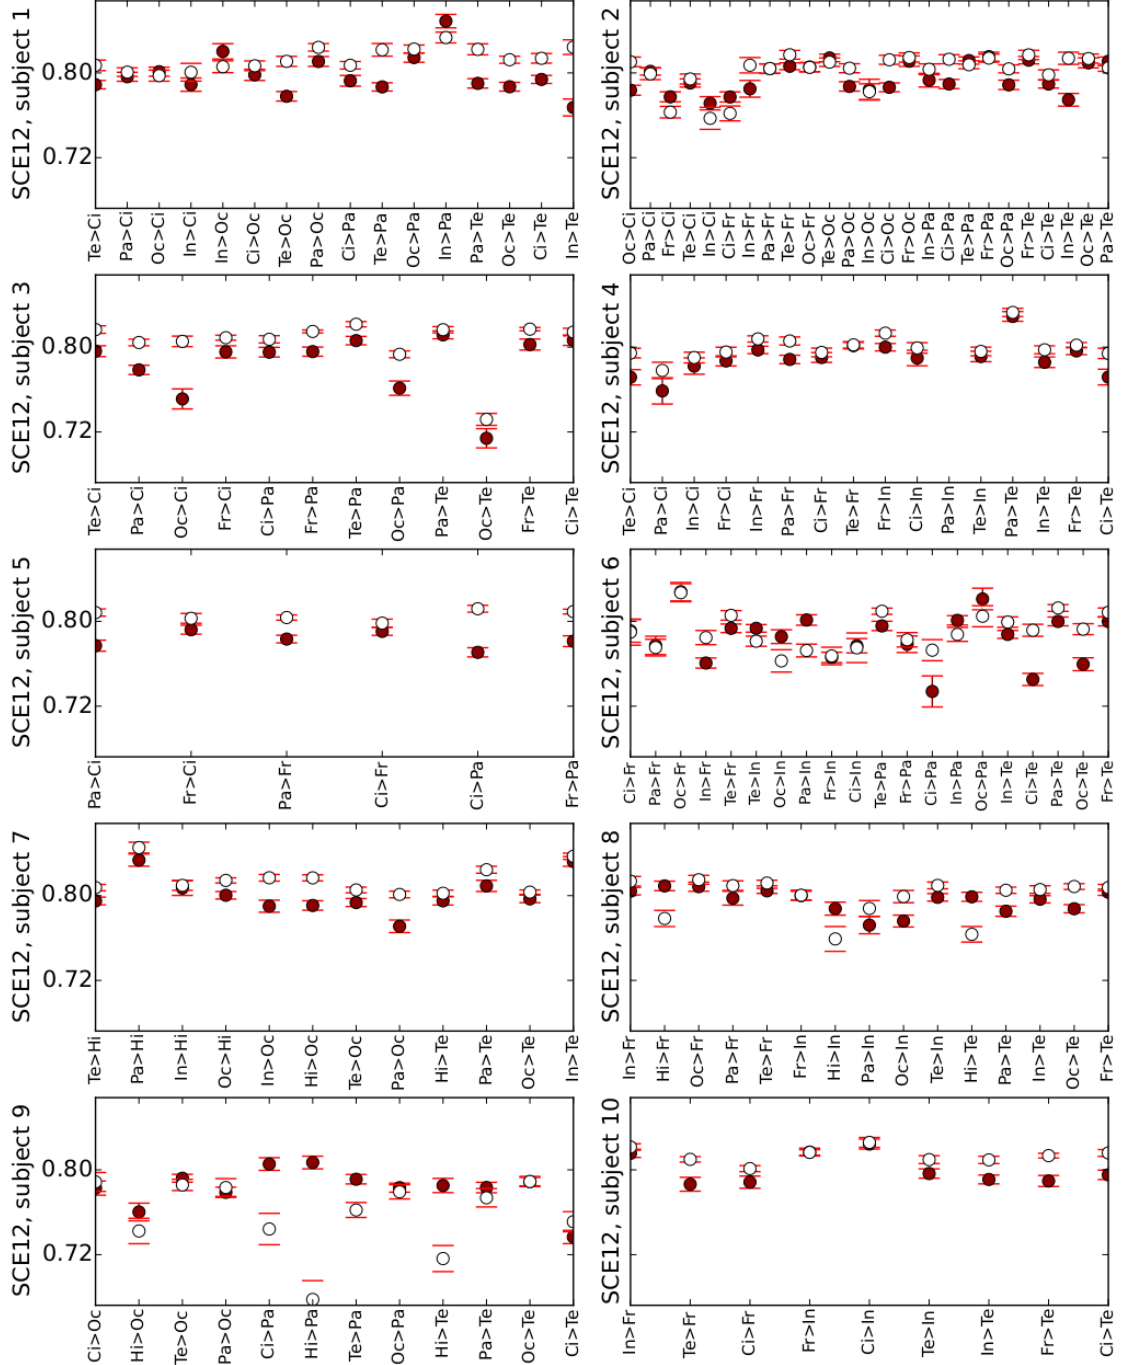 SCE12, subject 1
0.80
0.72
Te>Ci
Pa>Ci
Oc>Ci
In>Ci
In>Oc
Ci>Oc
Te>Oc
Pa>Oc
Ci>Pa
Te>Pa
Oc>Pa
In>Pa
Pa>Te
Oc>Te
Ci>Te
In>Te
SCE12, subject 2
Oc>Ci
Pa>Ci
Fr>Ci
Te>Ci
In>Ci
Ci>Fr
In>Fr
Pa>Fr
Te>Fr
Oc>Fr
Te>Oc
Pa>Oc
In>Oc
Ci>Oc
Fr>Oc
In>Pa
Ci>Pa
Te>Pa
Fr>Pa
Oc>Pa
Fr>Te
Ci>Te
In>Te
Oc>Te
Pa>Te
SCE12, subject 3
0.80
0.72
Te>Ci
Pa>Ci
Oc>Ci
Fr>Ci
Ci>Pa
Fr>Pa
Te>Pa
Oc>Pa
Pa>Te
Oc>Te
Fr>Te
Ci>Te
SCE12, subject 4
Te>Ci
Pa>Ci
In>Ci
Fr>Ci
In>Fr
Pa>Fr
Ci>Fr
Te>Fr
Fr>In
Ci>In
Pa>In
Te>In
Pa>Te
In>Te
Fr>Te
Ci>Te
SCE12, subject 5
0.80
0.72
Pa>Ci
Fr>Ci
Pa>Fr
Ci>Fr
Ci>Pa
Fr>Pa
SCE12, subject 6
Ci>Fr
Pa>Fr
Oc>Fr
In>Fr
Te>Fr
Te>In
Oc>In
Pa>In
Fr>In
Ci>In
Te>Pa
Fr>Pa
Ci>Pa
In>Pa
Oc>Pa
In>Te
Ci>Te
Pa>Te
Oc>Te
Fr>Te
SCE12, subject 7
0.80
0.72
Te>Hi
Pa>Hi
In>Hi
Oc>Hi
In>Oc
Hi>Oc
Te>Oc
Pa>Oc
Hi>Te
Pa>Te
Oc>Te
In>Te
SCE12, subject 8
In>Fr
Hi>Fr
Oc>Fr
Pa>Fr
Te>Fr
Fr>In
Hi>In
Pa>In
Oc>In
Te>In
Hi>Te
Pa>Te
In>Te
Oc>Te
Fr>Te
SCE12, subject 9
0.80
0.72
Ci>Oc
Hi>Oc
Te>Oc
Pa>Oc
Ci>Pa
Hi>Pa
Te>Pa
Oc>Pa
Hi>Te
Pa>Te
Oc>Te
Ci>Te
SCE12, subject 10
In>Fr
Te>Fr
Ci>Fr
Fr>In
Ci>In
Te>In
In>Te
Fr>Te
Ci>Te